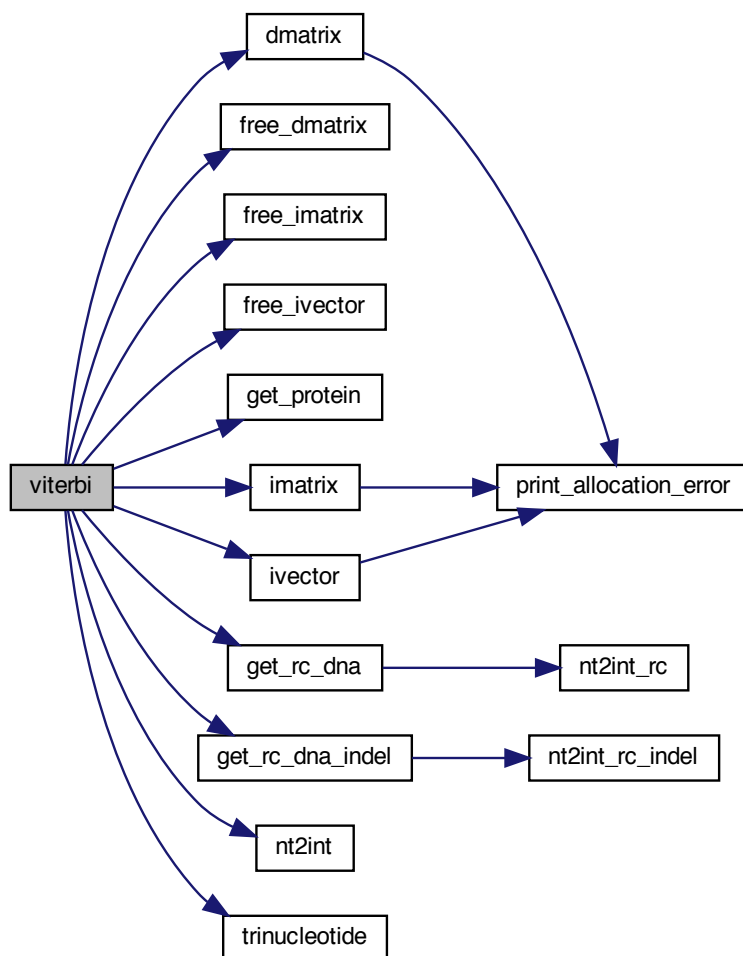 dmatrix
free_dmatrix
free_imatrix
free_ivector
get_protein
viterbi
imatrix
print_allocation_error
ivector
get_rc_dna
nt2int_rc
get_rc_dna_indel
nt2int_rc_indel
nt2int
trinucleotide